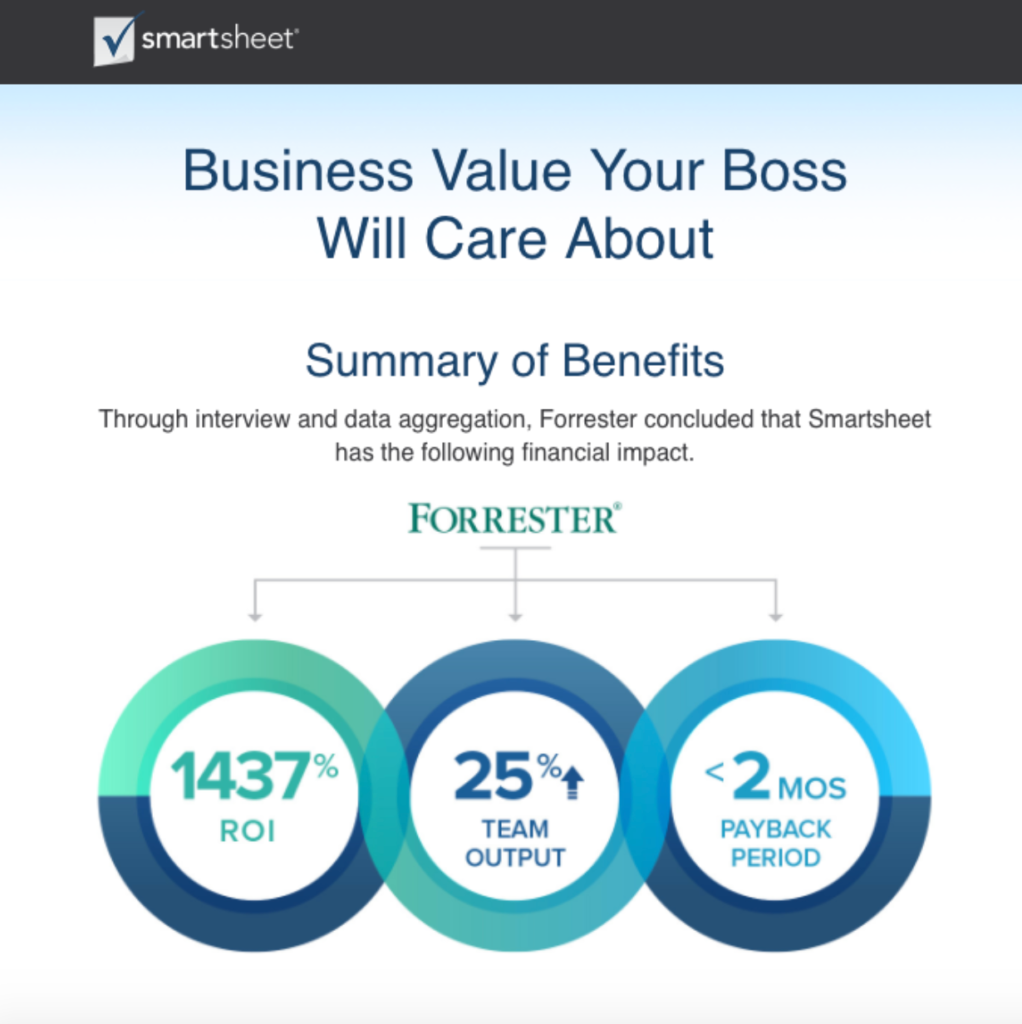 smartsheet®
Business Value Your Boss
Will Care About
Summary of Benefits
Through interview and data aggregation, Forrester concluded that Smartsheet
has the following financial impact.
FORRESTER®
1437%
ROI
25%
TEAM
OUTPUT
<2 MOS
PAYBACK
PERIOD